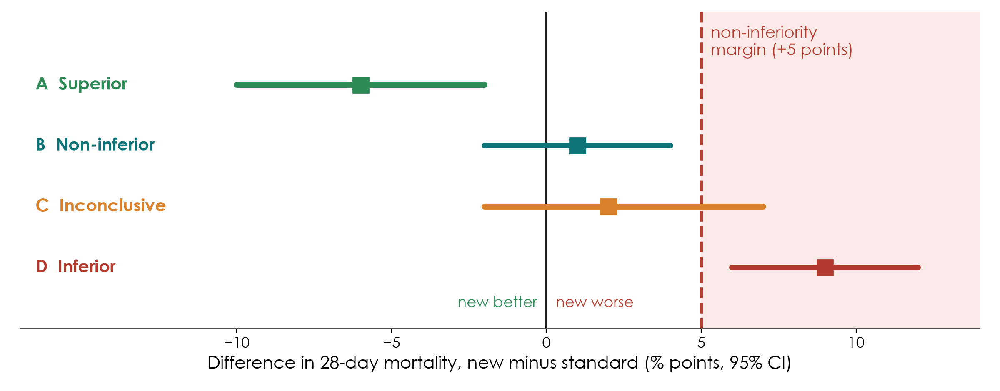 non-inferiority
margin (+5 points)
A Superior
B Non-inferior
C Inconclusive
D Inferior
new better new worse
−10 −5 0 5 10
Difference in 28-day mortality, new minus standard (% points, 95% CI)